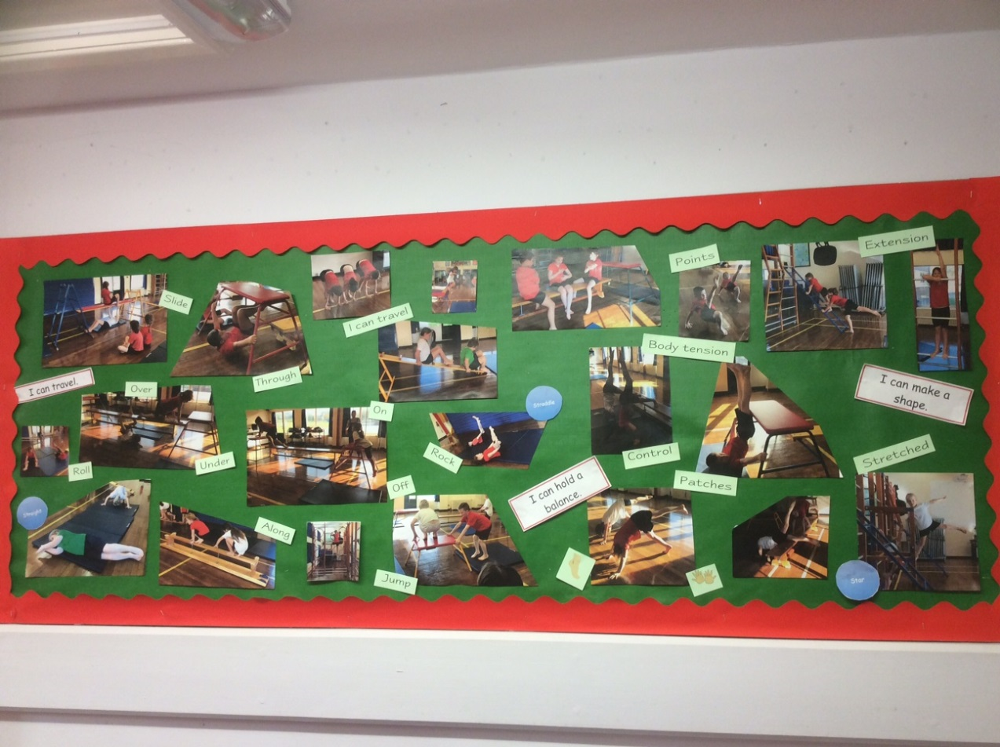 Extension
Points
Slide
I can travel
Body tension
I can travel.
Over
Through
On
Straddle
I can make a
shape.
Roll
Under
Rock
Control
Stretched
Off
I can hold a
balance.
Patches
Straight
Along
Jump
Star